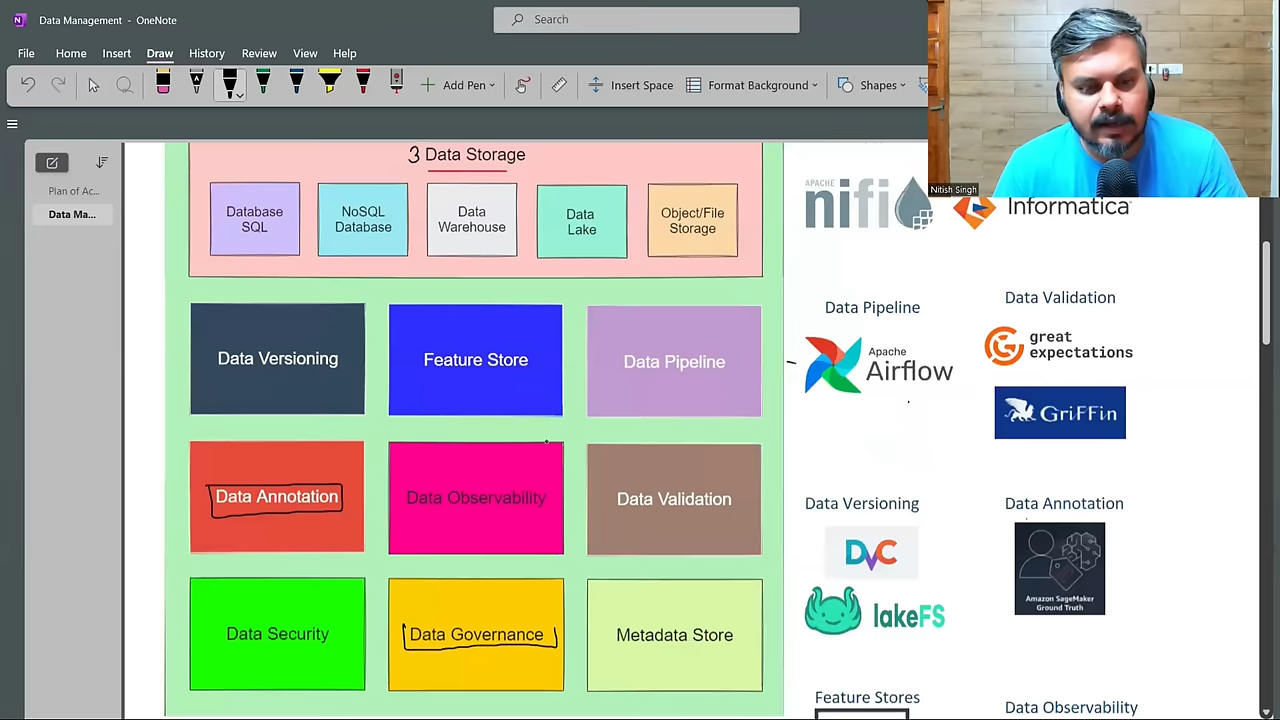 Data Management - OneNote
Search
File Home Insert Draw History Review View Help
Add Pen
Insert Space
Format Background
Shapes
Nitish Singh
Plan of Ac...
Data Ma...
3 Data Storage
Database
SQL
NoSQL
Database
Data
Warehouse
Data
Lake
Object/File
Storage
Data Versioning
Feature Store
Data Pipeline
Data Annotation
Data Observability
Data Validation
Data Security
Data Governance
Metadata Store
APACHE
nifi
Informatica
Data Pipeline
Apache
Airflow
Data Validation
great
expectations
GriFFin
Data Versioning
DVC
lakeFS
Data Annotation
Amazon SageMaker
Ground Truth
Feature Stores
Data Observability